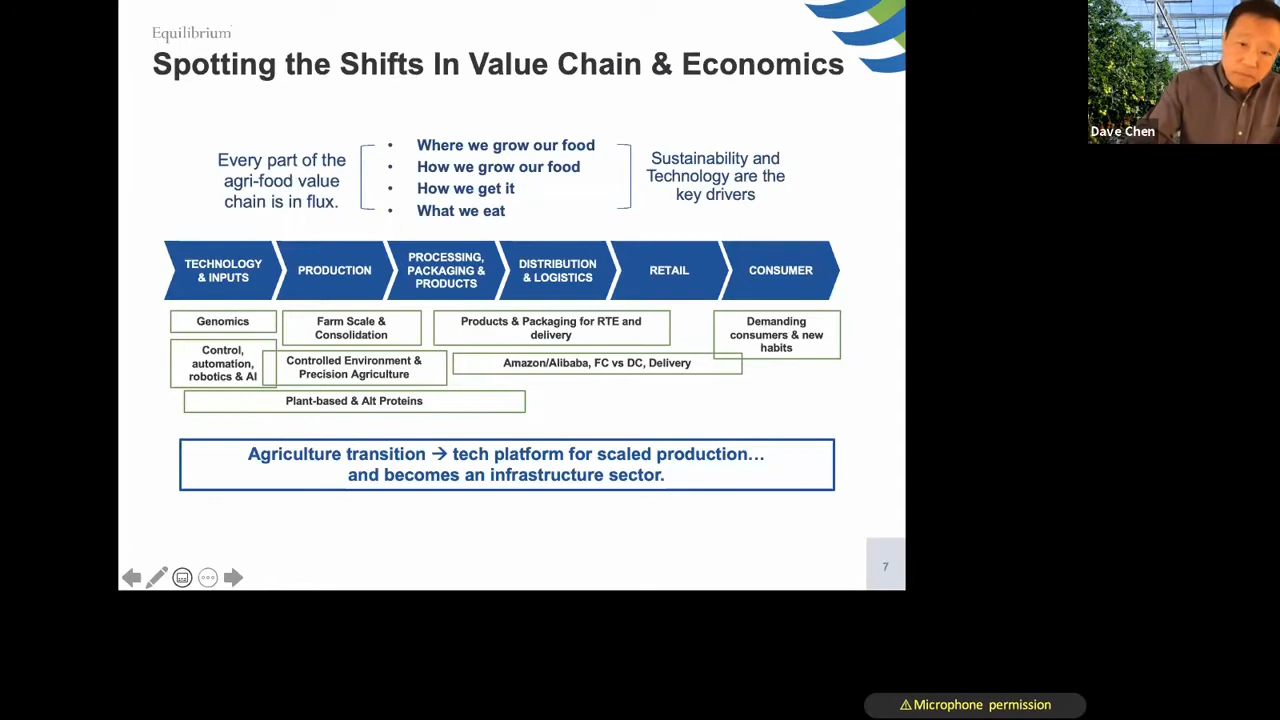 Equilibrium
Spotting the Shifts In Value Chain & Economics
Every part of the
agri-food value
chain is in flux.
• Where we grow our food
• How we grow our food
• How we get it
• What we eat
Sustainability and
Technology are the
key drivers
TECHNOLOGY
& INPUTS
PRODUCTION
PROCESSING,
PACKAGING &
PRODUCTS
DISTRIBUTION
& LOGISTICS
RETAIL
CONSUMER
Genomics
Farm Scale &
Consolidation
Products & Packaging for RTE and
delivery
Demanding
consumers & new
habits
Control,
automation,
robotics & AI
Controlled Environment &
Precision Agriculture
Amazon/Alibaba, FC vs DC, Delivery
Plant-based & Alt Proteins
Agriculture transition → tech platform for scaled production…
and becomes an infrastructure sector.
7
Dave Chen
⚠Microphone permission